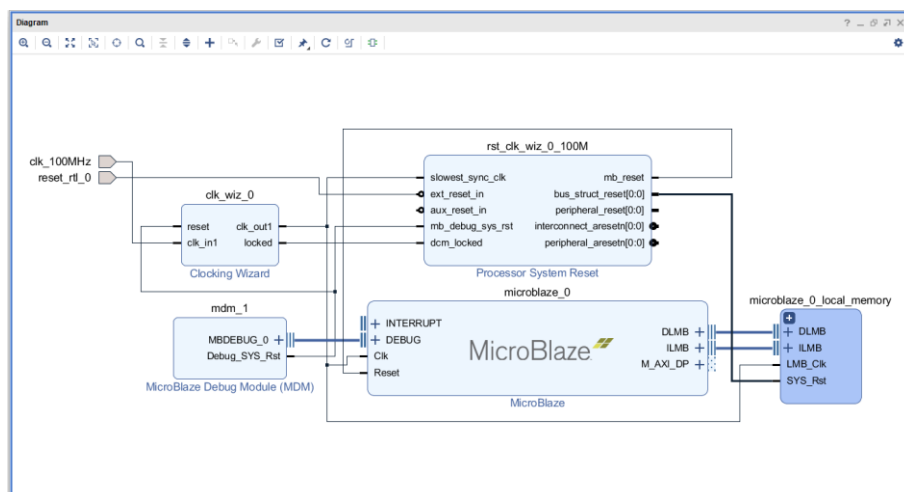 Diagram
clk_100MHz
reset_rtl_0
clk_wiz_0
reset
clk_in1
clk_out1
locked
Clocking Wizard
rst_clk_wiz_0_100M
slowest_sync_clk
ext_reset_in
aux_reset_in
mb_debug_sys_rst
dcm_locked
mb_reset
bus_struct_reset[0:0]
peripheral_reset[0:0]
interconnect_aresetn[0:0]
peripheral_aresetn[0:0]
Processor System Reset
mdm_1
MBDEBUG_0
Debug_SYS_Rst
MicroBlaze Debug Module (MDM)
microblaze_0
INTERRUPT
DEBUG
Clk
Reset
MicroBlaze
DLMB
ILMB
M_AXI_DP
MicroBlaze
microblaze_0_local_memory
DLMB
ILMB
LMB_Clk
SYS_Rst